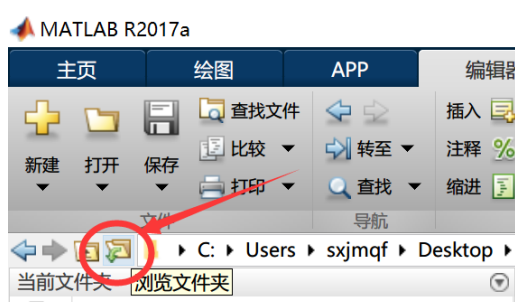 MATLAB R2017a
主页 绘图 APP 编辑器
新建 打开 保存 查找文件 比较 打印 转至 查找 插入 注释 缩进
文件 导航
C: Users sxjmqf Desktop
当前文件夹 浏览文件夹